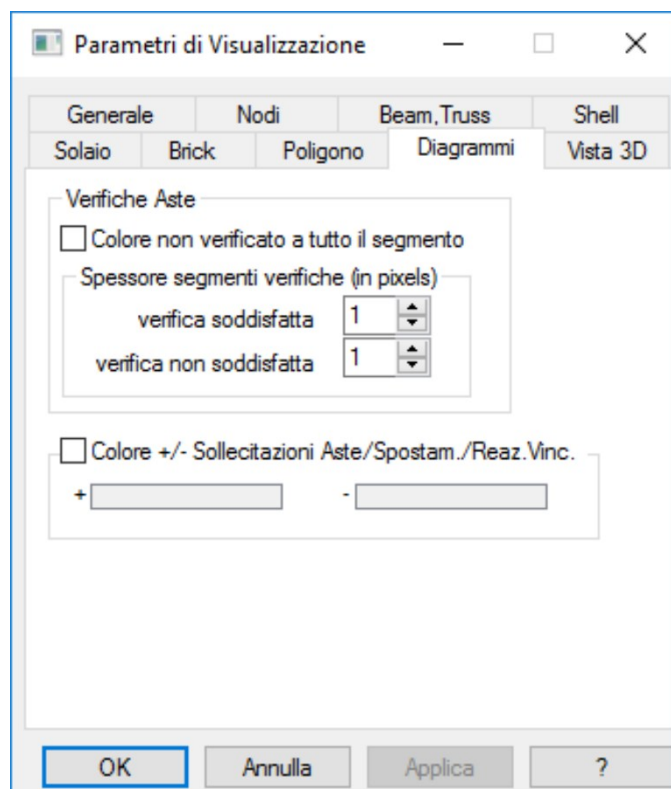 Parametri di Visualizzazione
Generale Nodi Beam,Truss Shell
Solaio Brick Poligono Diagrammi Vista 3D
Verifiche Aste
Colore non verificato a tutto il segmento
Spessore segmenti verifiche (in pixels)
verifica soddisfatta 1
verifica non soddisfatta 1
Colore +/- Sollecitazioni Aste/Spostam./Reaz.Vinc.
+ -
OK Annulla Applica ?